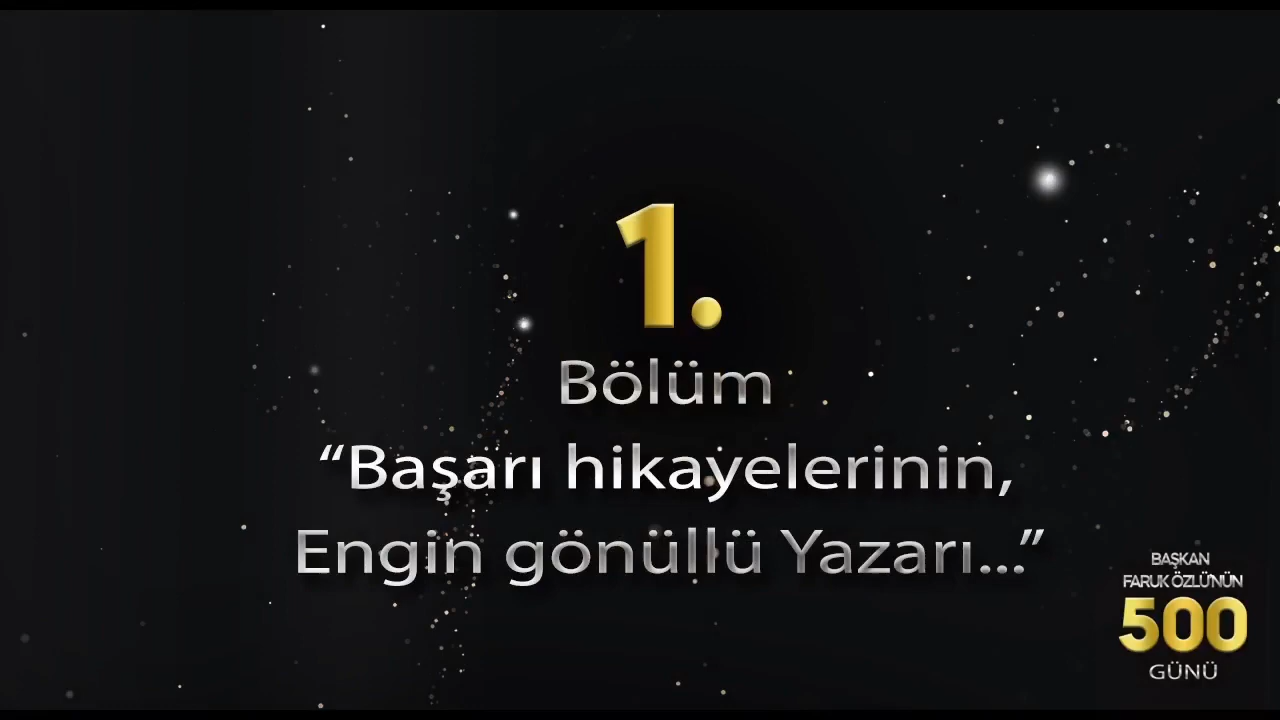 1.
Bölüm
“Başarı hikayelerinin,
Engin gönüllü Yazarı...”
BAŞKAN
FARUK ÖZLÜ'NÜN
500
GÜNÜ